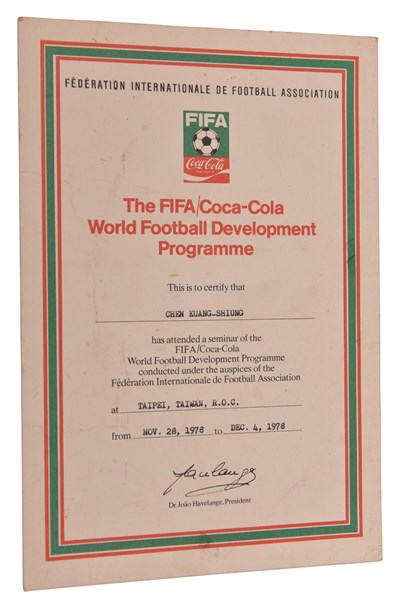 FÉDÉRATION INTERNATIONALE DE FOOTBALL ASSOCIATION
FIFA
Coca-Cola
The FIFA/Coca-Cola
World Football Development
Programme
This is to certify that
CHEN KUANG-SHIUNG
has attended a seminar of the
FIFA/Coca-Cola
World Football Development Programme
conducted under the auspices of the
Fédération Internationale de Football Association
at TAIPEI, TAIWAN, R.O.C.
from NOV. 28, 1978 to DEC. 4, 1978
Dr. João Havelange, President